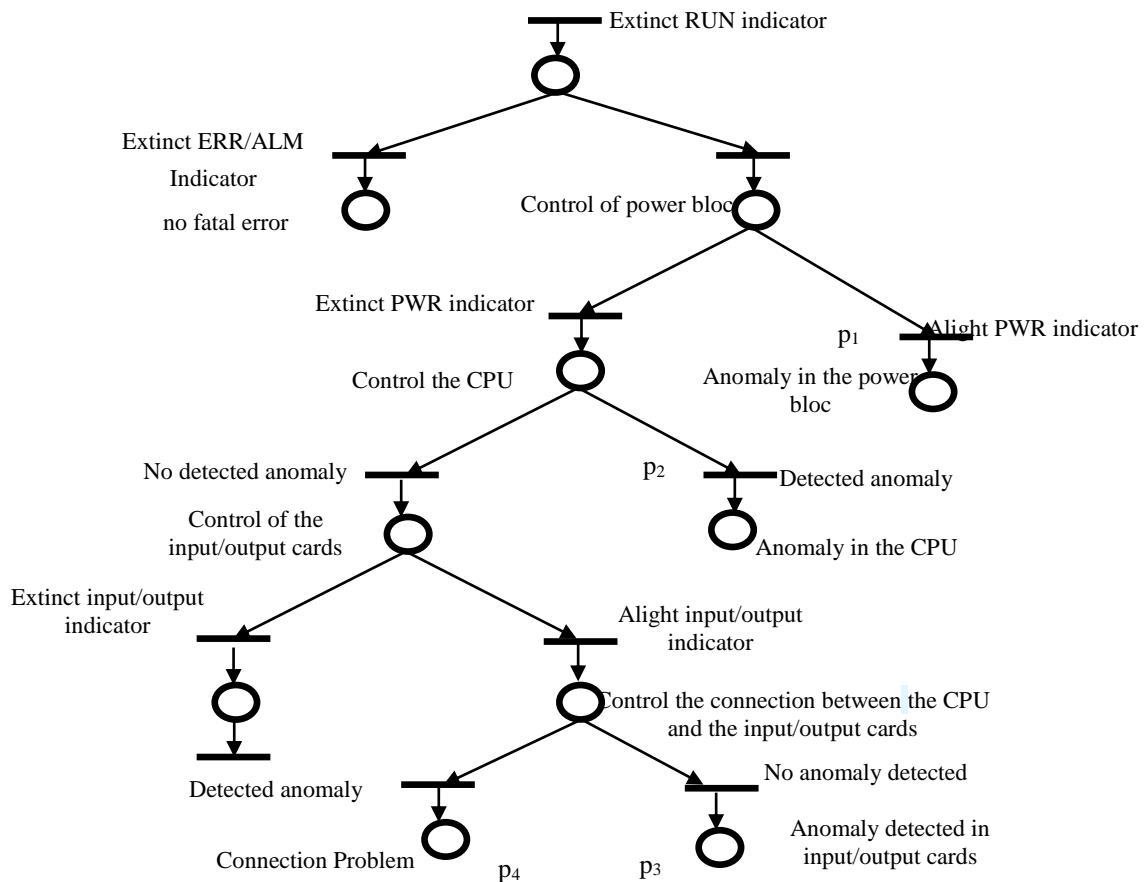 Extinct RUN indicator
Extinct ERR/ALM
Indicator
no fatal error
Control of power bloc
Extinct PWR indicator
p1
Alight PWR indicator
Control the CPU
Anomaly in the power
bloc
No detected anomaly
p2
Detected anomaly
Control of the
input/output cards
Anomaly in the CPU
Extinct input/output
indicator
Alight input/output
indicator
Control the connection between the CPU
and the input/output cards
Detected anomaly
No anomaly detected
Connection Problem
p4
p3
Anomaly detected in
input/output cards